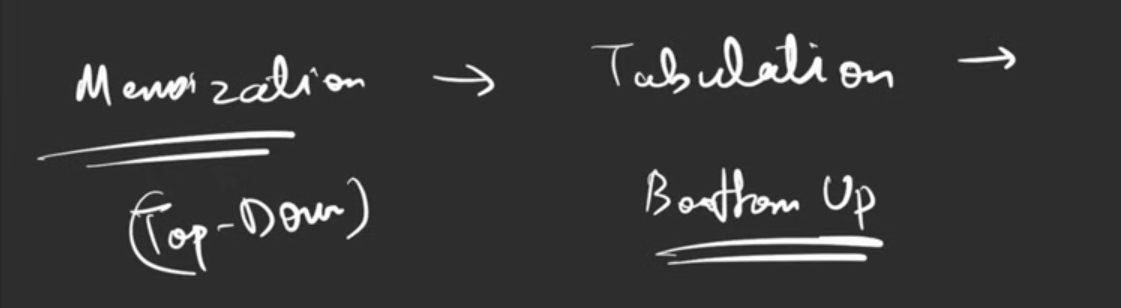 Memoization → Tabulation →
(Top-Down) Bottom Up